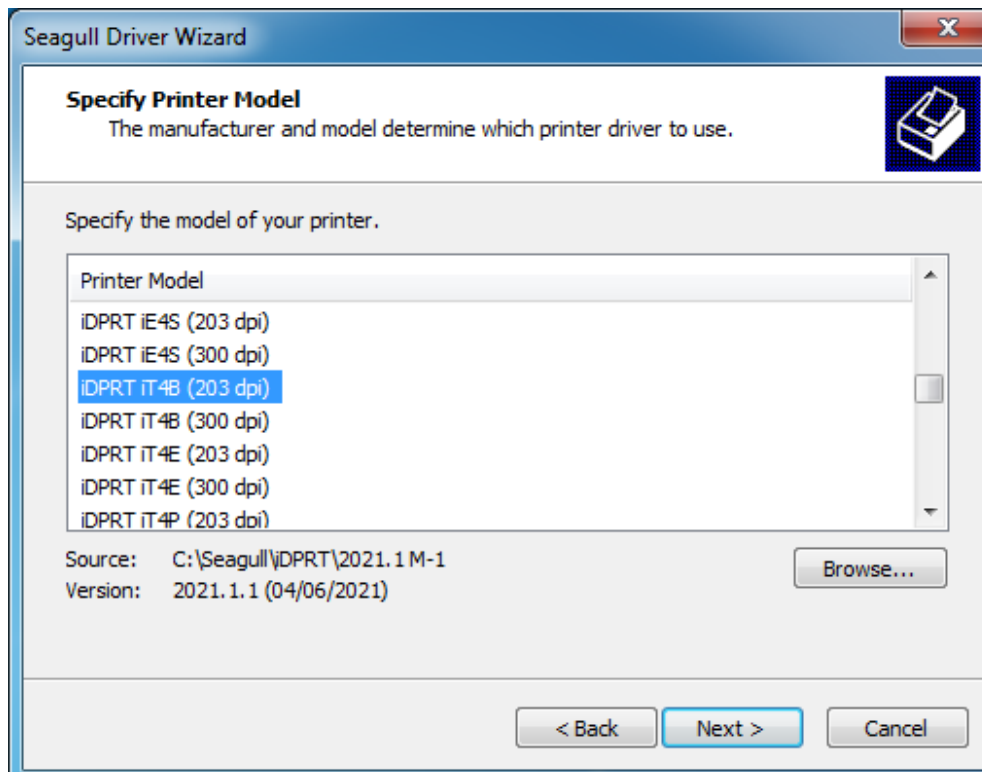 Seagull Driver Wizard
Specify Printer Model
The manufacturer and model determine which printer driver to use.
Specify the model of your printer.
Printer Model
iDPRT iE4S (203 dpi)
iDPRT iE4S (300 dpi)
iDPRT iT4B (203 dpi)
iDPRT iT4B (300 dpi)
iDPRT iT4E (203 dpi)
iDPRT iT4E (300 dpi)
iDPRT iT4P (203 dpi)
Source: C:\Seagull\iDPRT\2021.1 M-1
Browse...
Version: 2021.1.1 (04/06/2021)
< Back Next > Cancel